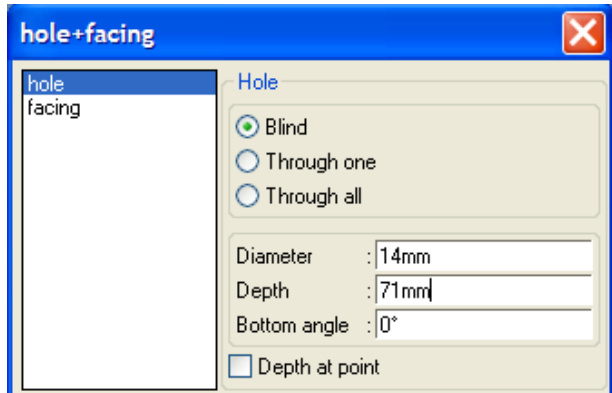 hole+facing
hole
facing
Hole
Blind
Through one
Through all
Diameter : 14mm
Depth : 71mm
Bottom angle : 0°
Depth at point